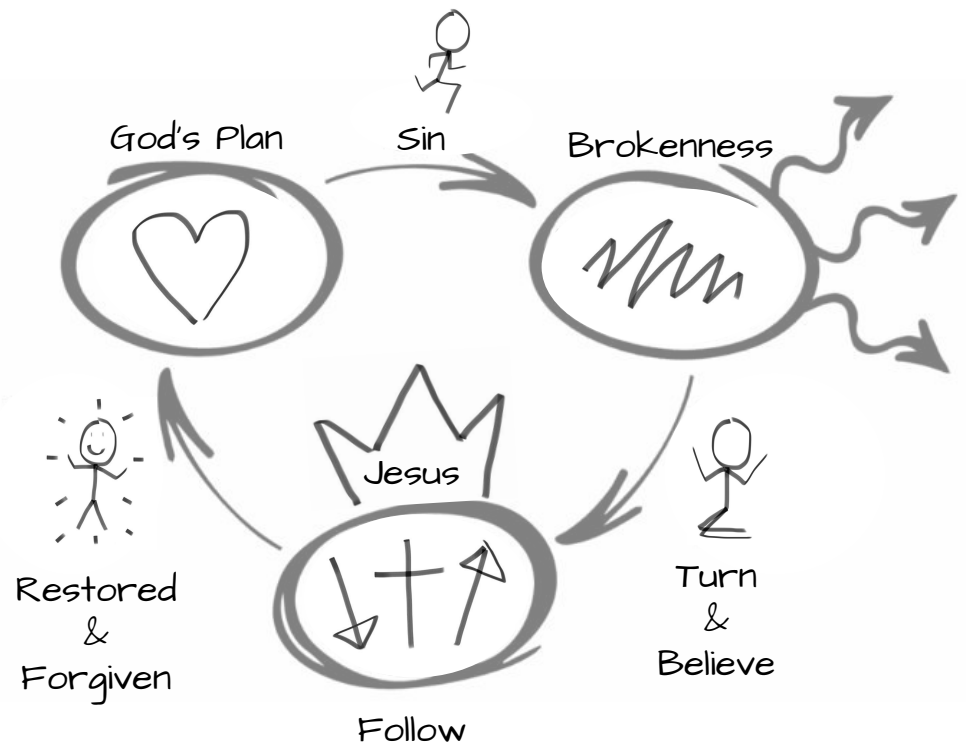 God's Plan
Sin
Brokenness
Jesus
Turn
&
Believe
Restored
&
Forgiven
Follow